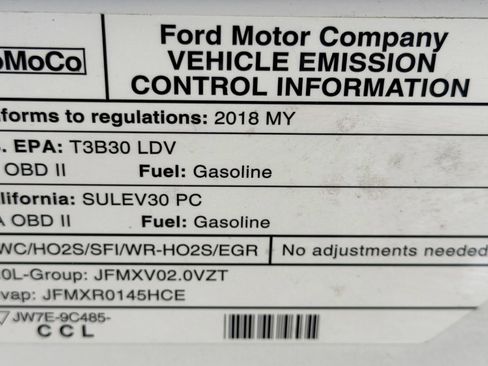 oMoCo
Ford Motor Company
VEHICLE EMISSION
CONTROL INFORMATION
forms to regulations: 2018 MY
. EPA: T3B30 LDV
OBD II Fuel: Gasoline
lifornia: SULEV30 PC
A OBD II Fuel: Gasoline
WC/HO2S/SFI/WR-HO2S/EGR No adjustments needed
0L-Group: JFMXV02.0VZT
vap: JFMXR0145HCE
JW7E-9C485-
CCL